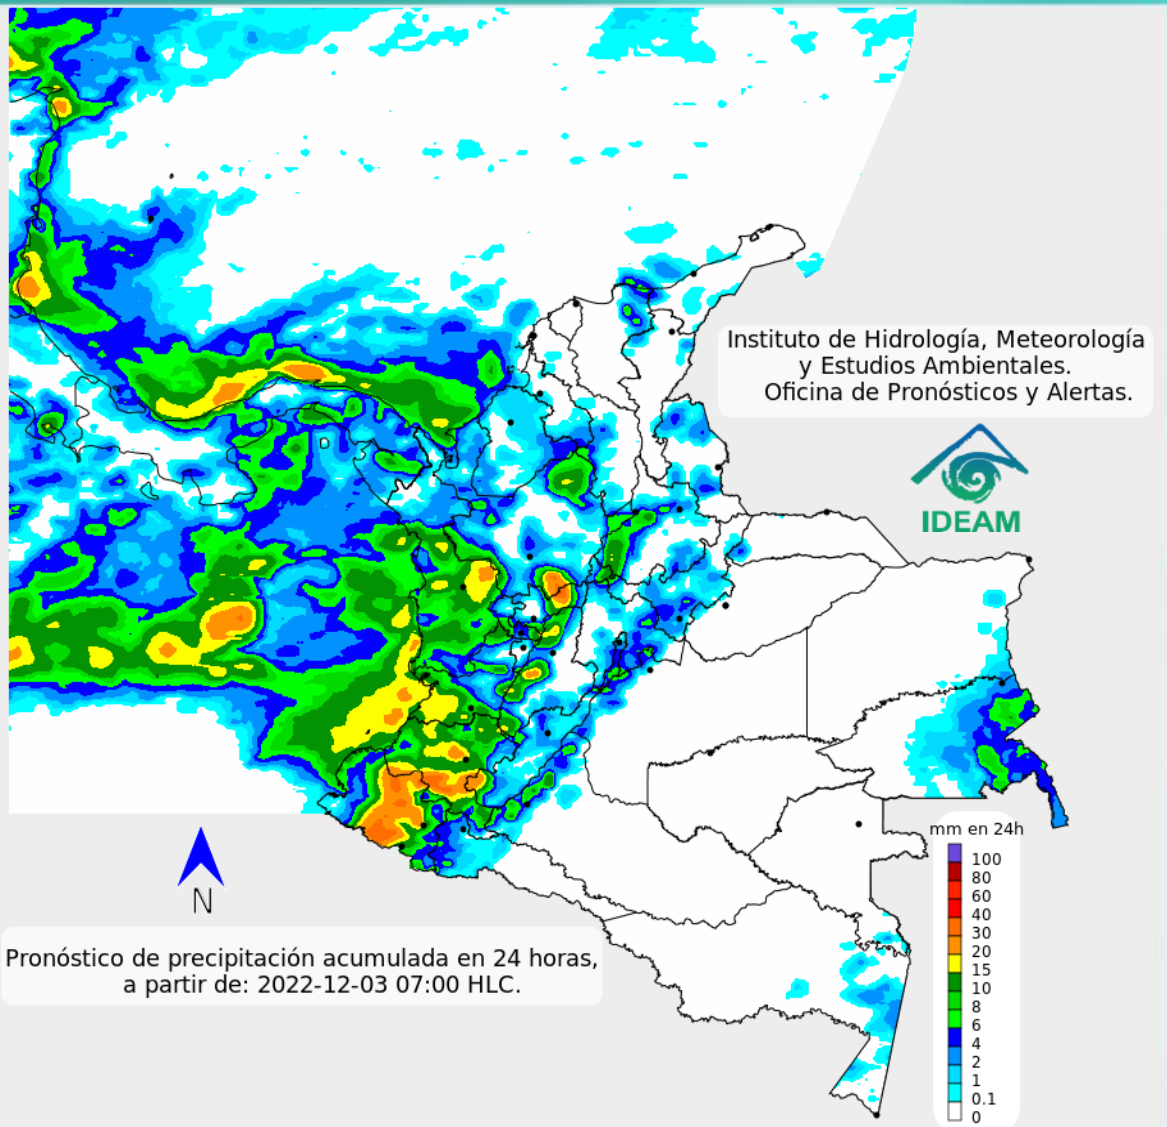 Instituto de Hidrología, Meteorología
y Estudios Ambientales.
Oficina de Pronósticos y Alertas.
IDEAM
mm en 24h
100
80
60
40
30
20
15
10
8
6
4
2
1
0.1
0
N
Pronóstico de precipitación acumulada en 24 horas,
a partir de: 2022-12-03 07:00 HLC.